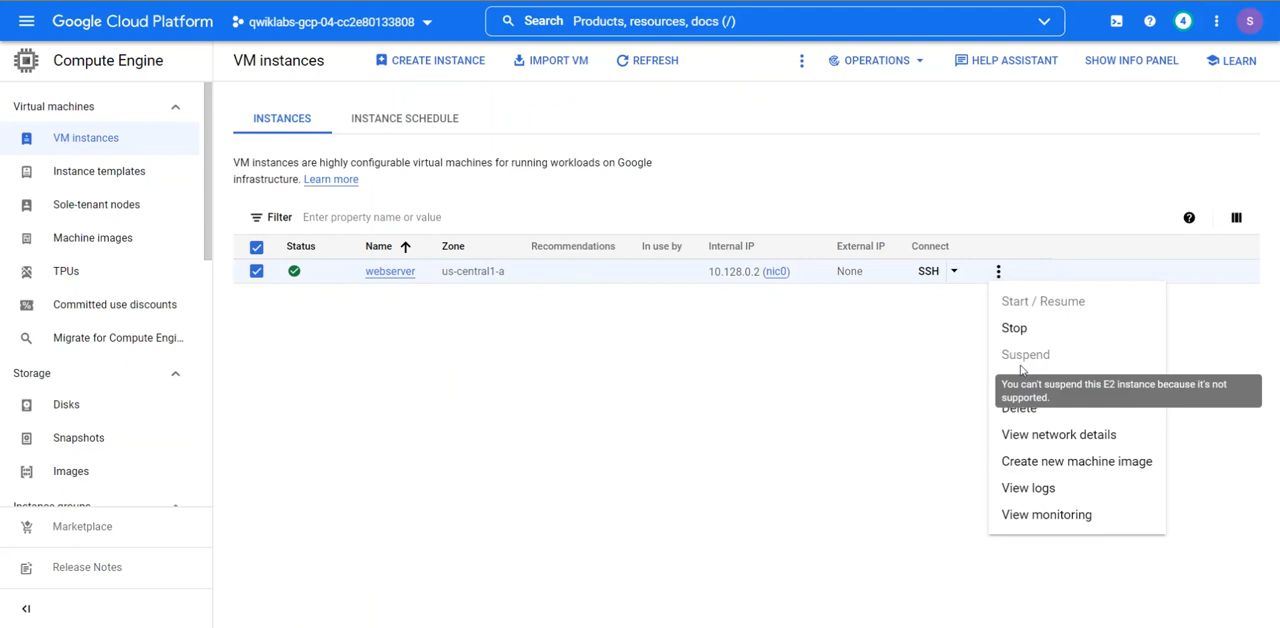 Google Cloud Platform
qwiklabs-gcp-04-cc2e80133808
Search Products, resources, docs (/)
4
S
Compute Engine
VM instances
CREATE INSTANCE
IMPORT VM
REFRESH
OPERATIONS
HELP ASSISTANT
SHOW INFO PANEL
LEARN
Virtual machines
VM instances
Instance templates
Sole-tenant nodes
Machine images
TPUs
Committed use discounts
Migrate for Compute Engi...
Storage
Disks
Snapshots
Images
Instance groups
Marketplace
Release Notes
INSTANCES
INSTANCE SCHEDULE
VM instances are highly configurable virtual machines for running workloads on Google
infrastructure. Learn more
Filter Enter property name or value
Status Name Zone Recommendations In use by Internal IP External IP Connect
webserver us-central1-a 10.128.0.2 (nic0) None SSH
Start / Resume
Stop
Suspend
You can't suspend this E2 instance because it's not
supported.
Delete
View network details
Create new machine image
View logs
View monitoring